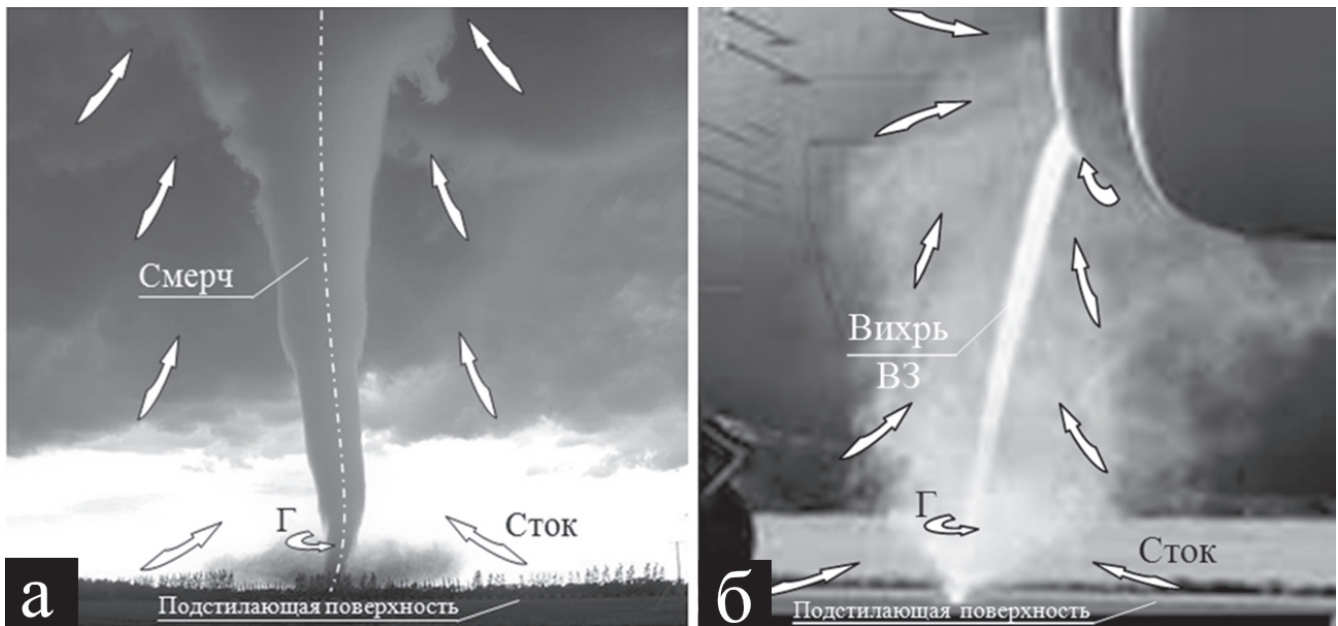 Смерч
Г
Сток
Подстилающая поверхность
а
Вихрь
ВЗ
Г
Сток
Подстилающая поверхность
б